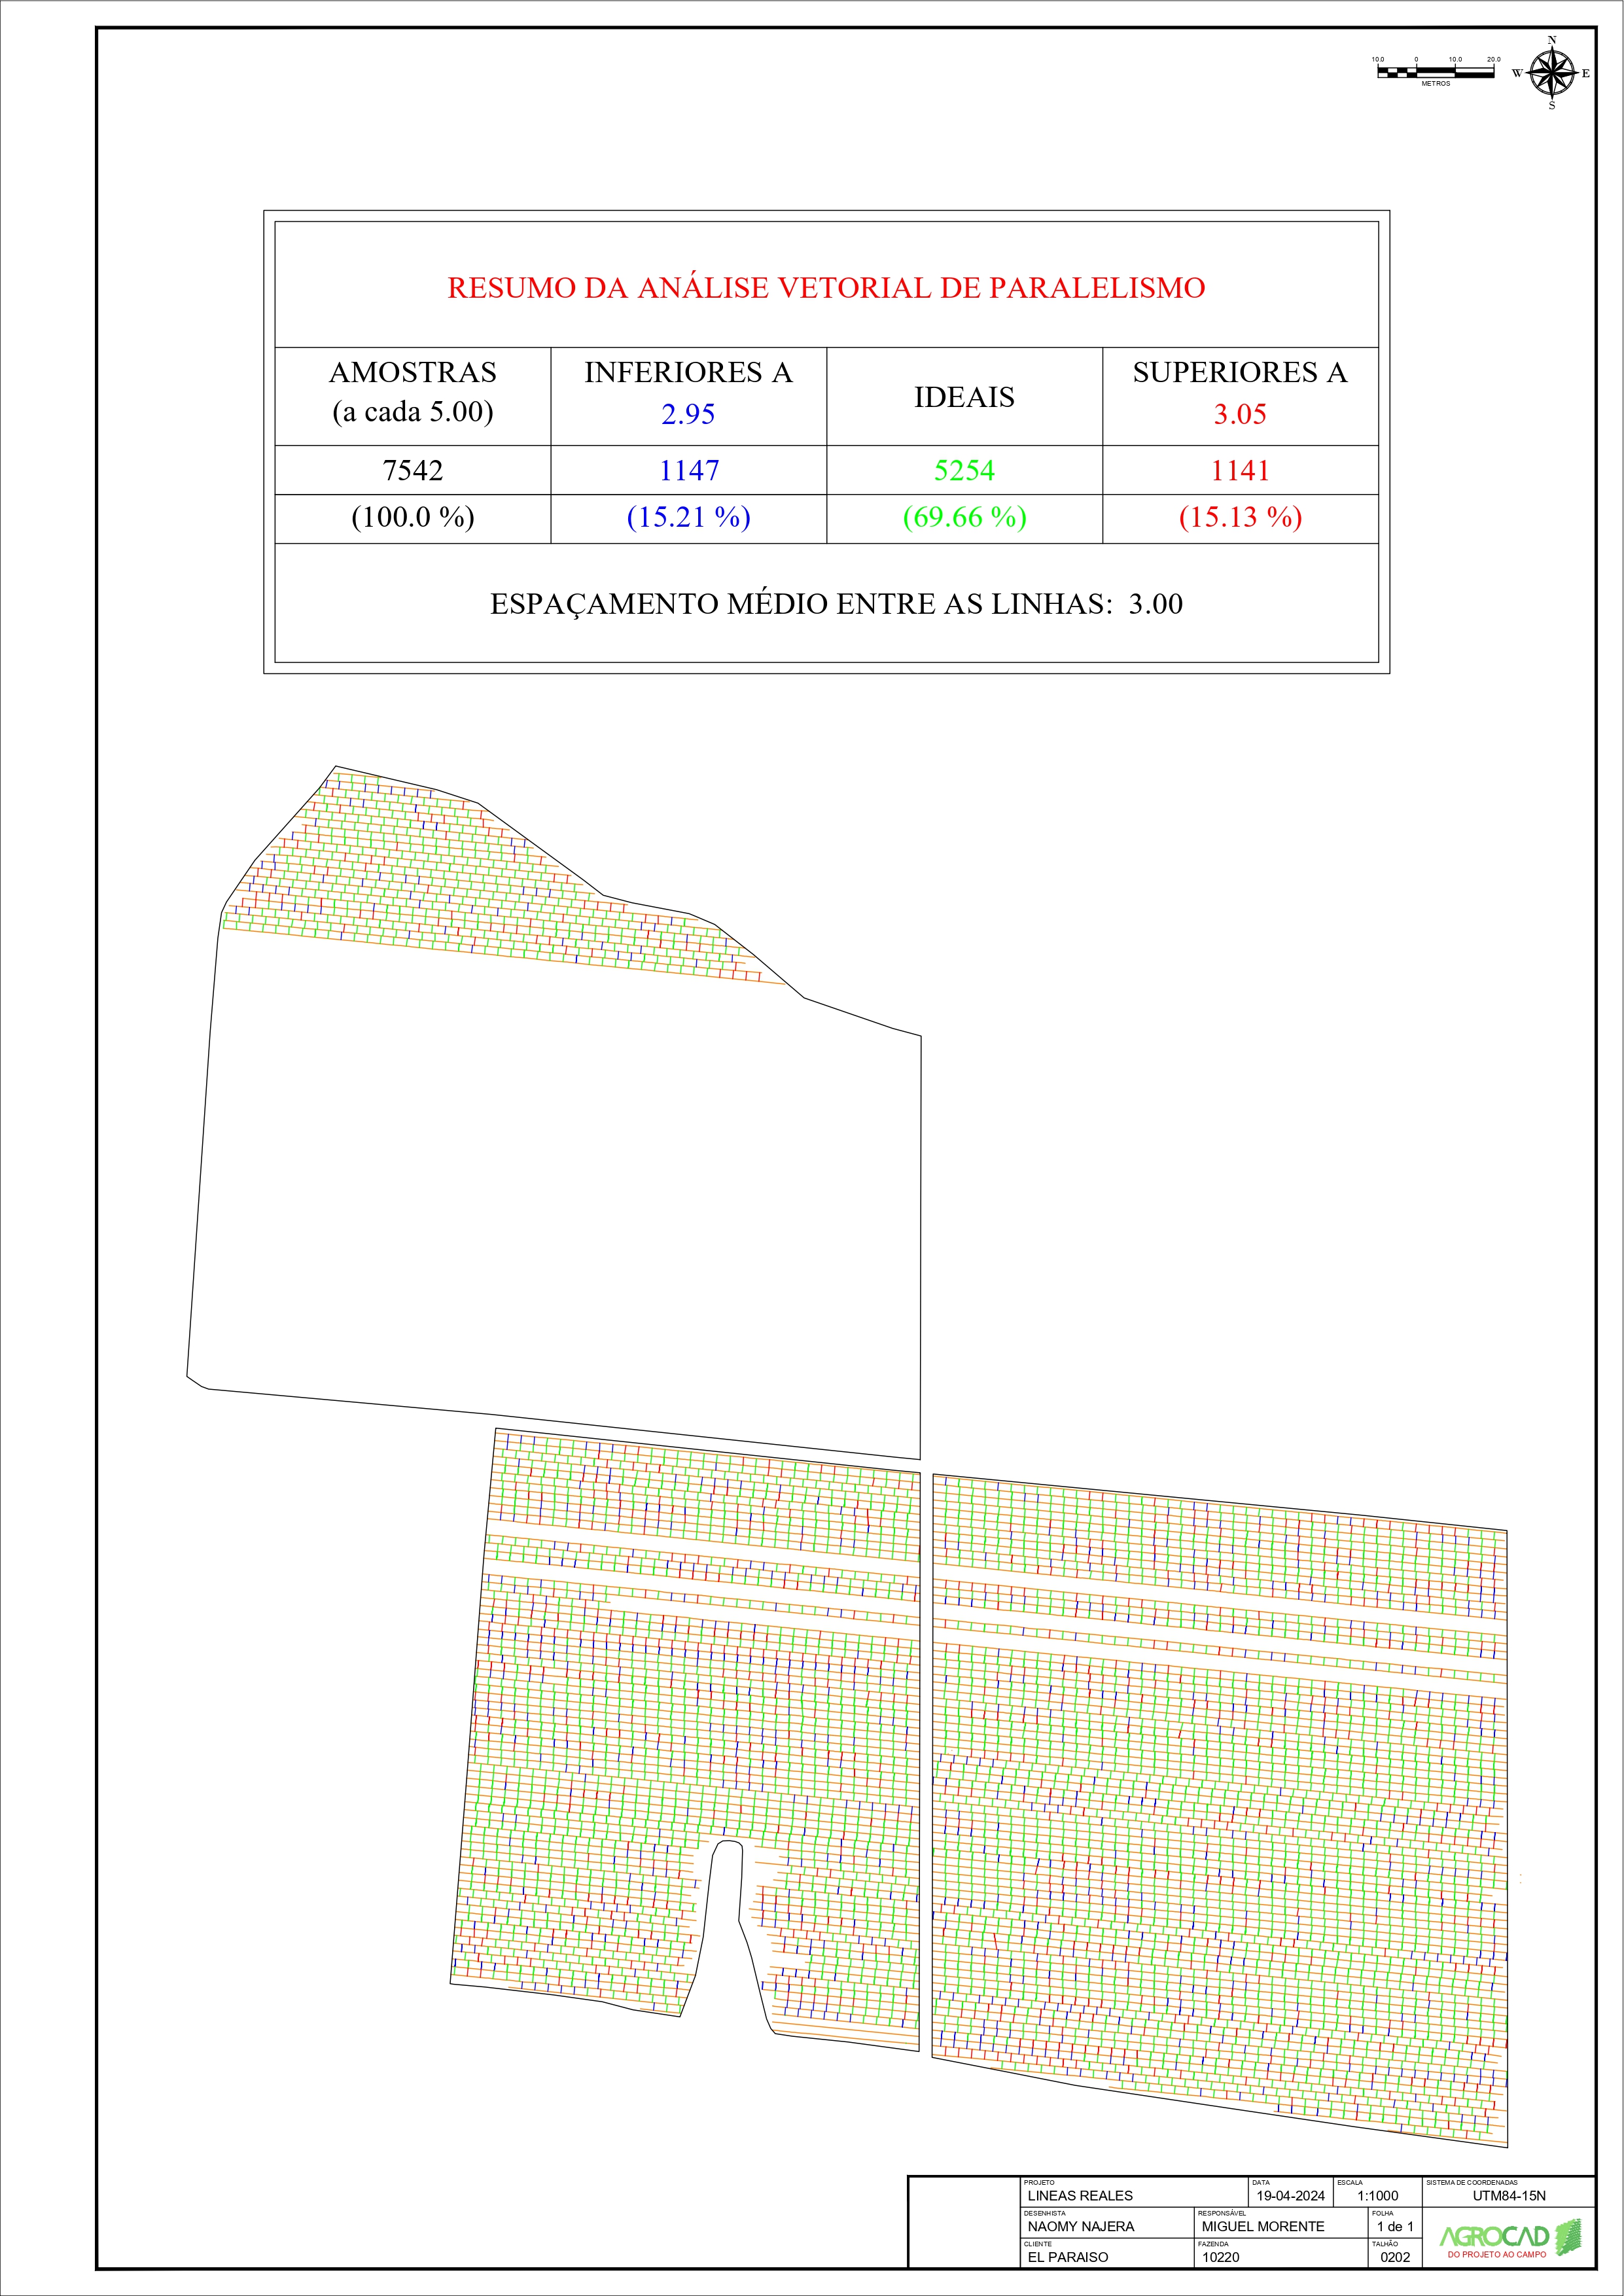 N
10.0 0 10.0 20.0
W E
METROS
S
RESUMO DA ANÁLISE VETORIAL DE PARALELISMO
AMOSTRAS
(a cada 5.00)
INFERIORES A
2.95
IDEAIS
SUPERIORES A
3.05
7542 1147 5254 1141
(100.0 %) (15.21 %) (69.66 %) (15.13 %)
ESPAÇAMENTO MÉDIO ENTRE AS LINHAS: 3.00
PROJETO DATA ESCALA SISTEMA DE COORDENADAS
LINEAS REALES 19-04-2024 1:1000 UTM84-15N
DESENHISTA RESPONSÁVEL FOLHA
NAOMY NAJERA MIGUEL MORENTE 1 de 1
CLIENTE FAZENDA TALHÃO
EL PARAISO 10220 0202
AGROCAD
DO PROJETO AO CAMPO